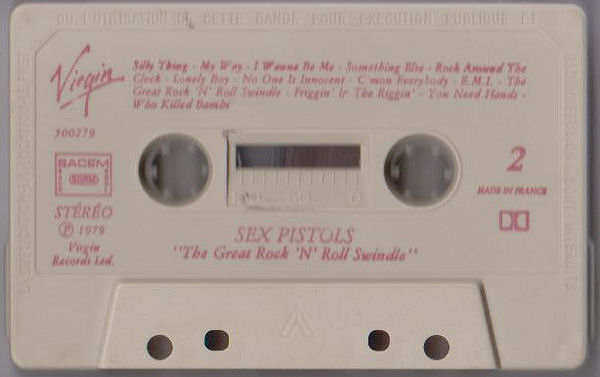 OU L'UTILISATION DE CETTE BANDE POUR EXECUTION PUBLIQUE ET
Virgin
Silly Thing - My Way - I Wanna Be Me - Something Else - Rock Around The
Clock - Lonely Boy - No One Is Innocent - C'mon Everybody - E.M.I. - The
Great Rock 'N' Roll Swindle - Friggin' In The Riggin' - You Need Hands -
Who Killed Bambi
500279
SACEM
STÉRÉO
Ⓟ 1979
Virgin
Records Ltd.
2
MADE IN FRANCE
SEX PISTOLS
"The Great Rock 'N' Roll Swindle"